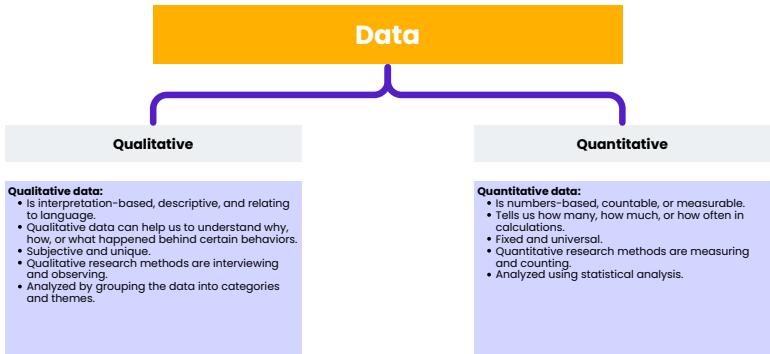 Data
Qualitative
Quantitative
Qualitative data:
• Is interpretation-based, descriptive, and relating
to language.
• Qualitative data can help us to understand why,
how, or what happened behind certain behaviors.
• Subjective and unique.
• Qualitative research methods are interviewing
and observing.
• Analyzed by grouping the data into categories
and themes.
Quantitative data:
• Is numbers-based, countable, or measurable.
• Tells us how many, how much, or how often in
calculations.
• Fixed and universal.
• Quantitative research methods are measuring
and counting.
• Analyzed using statistical analysis.